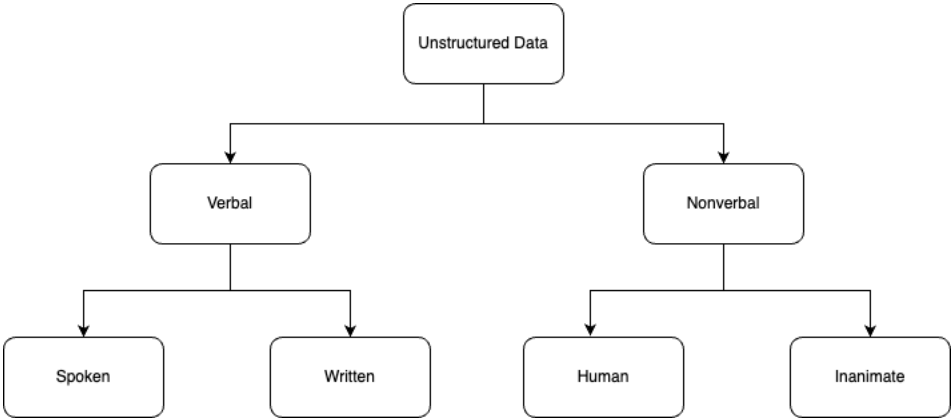 Unstructured Data
Verbal
Nonverbal
Spoken
Written
Human
Inanimate